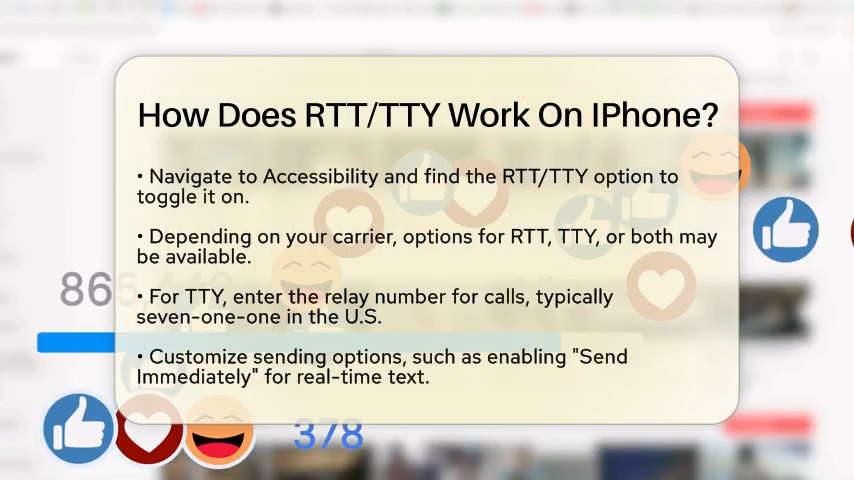 How Does RTT/TTY Work On IPhone?
• Navigate to Accessibility and find the RTT/TTY option to
toggle it on.
• Depending on your carrier, options for RTT, TTY, or both may
be available.
• For TTY, enter the relay number for calls, typically
seven-one-one in the U.S.
• Customize sending options, such as enabling "Send
Immediately" for real-time text.
378